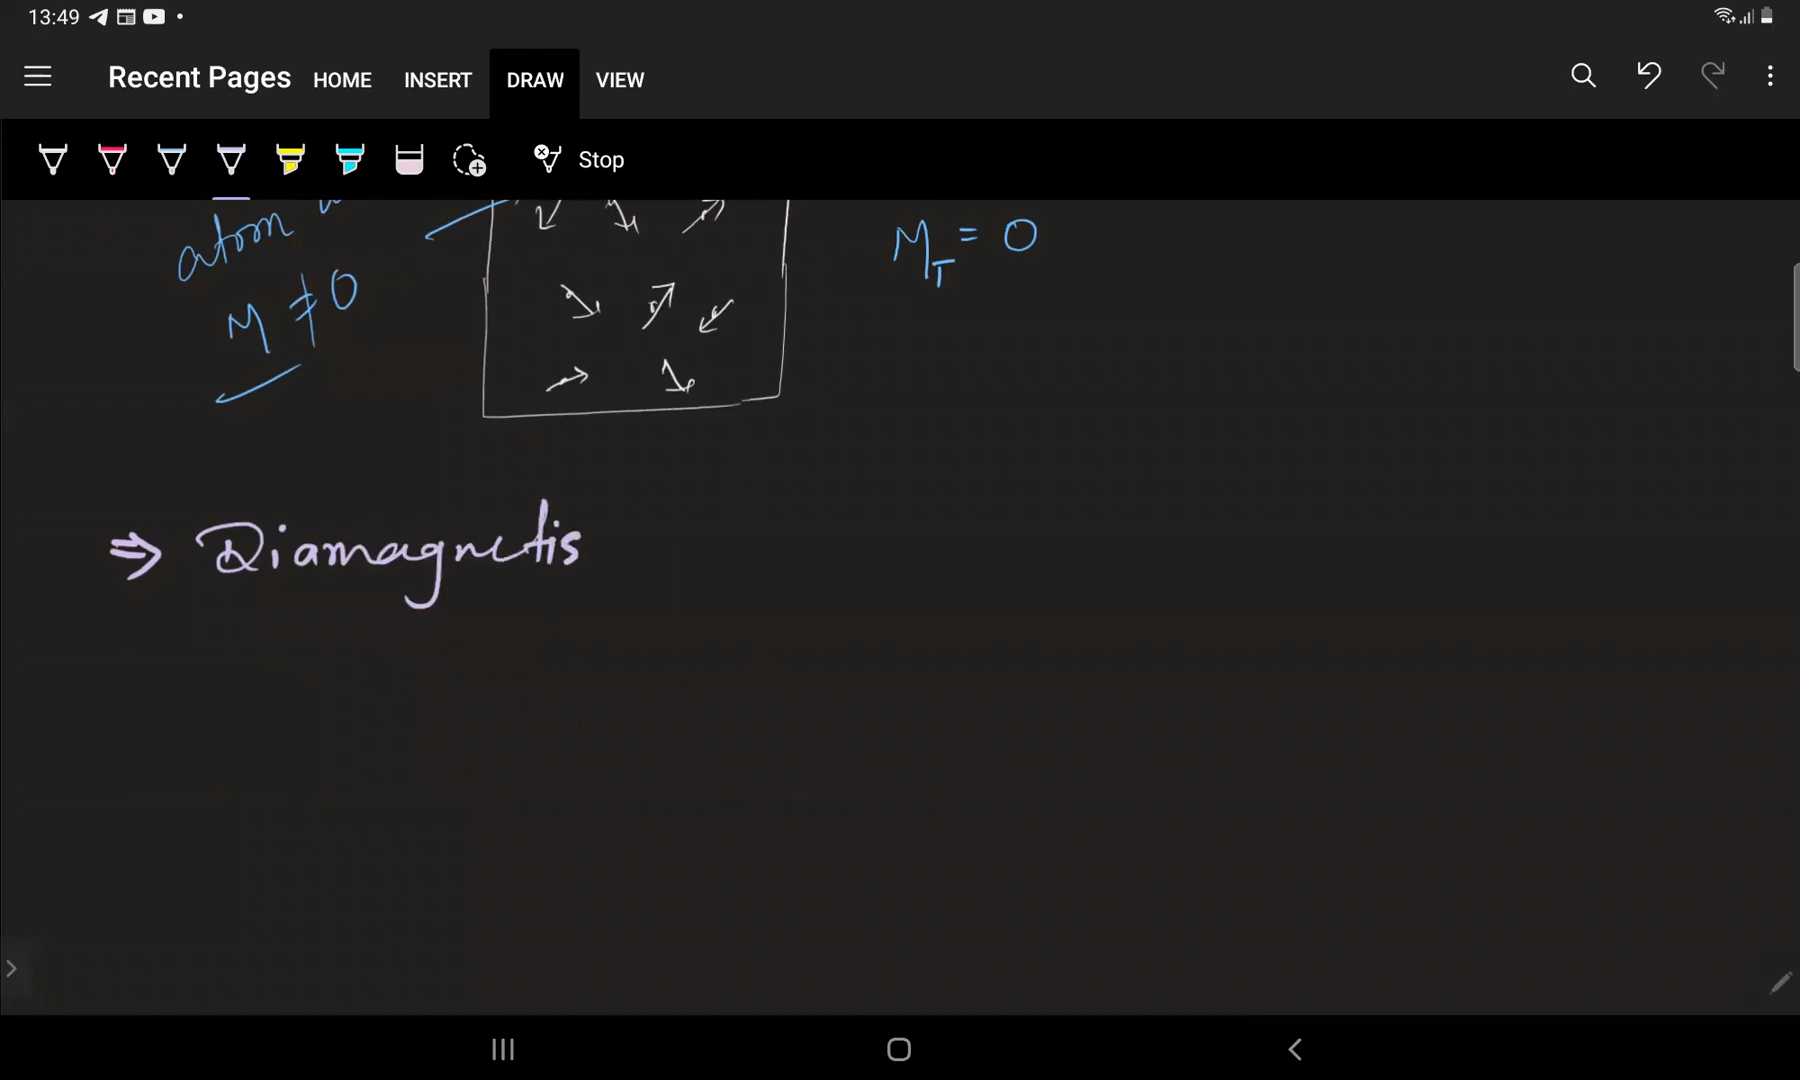 13:49
Recent Pages HOME INSERT DRAW VIEW
Stop
atom
M ≠ 0
M_T = 0
⇒ Diamagnetis